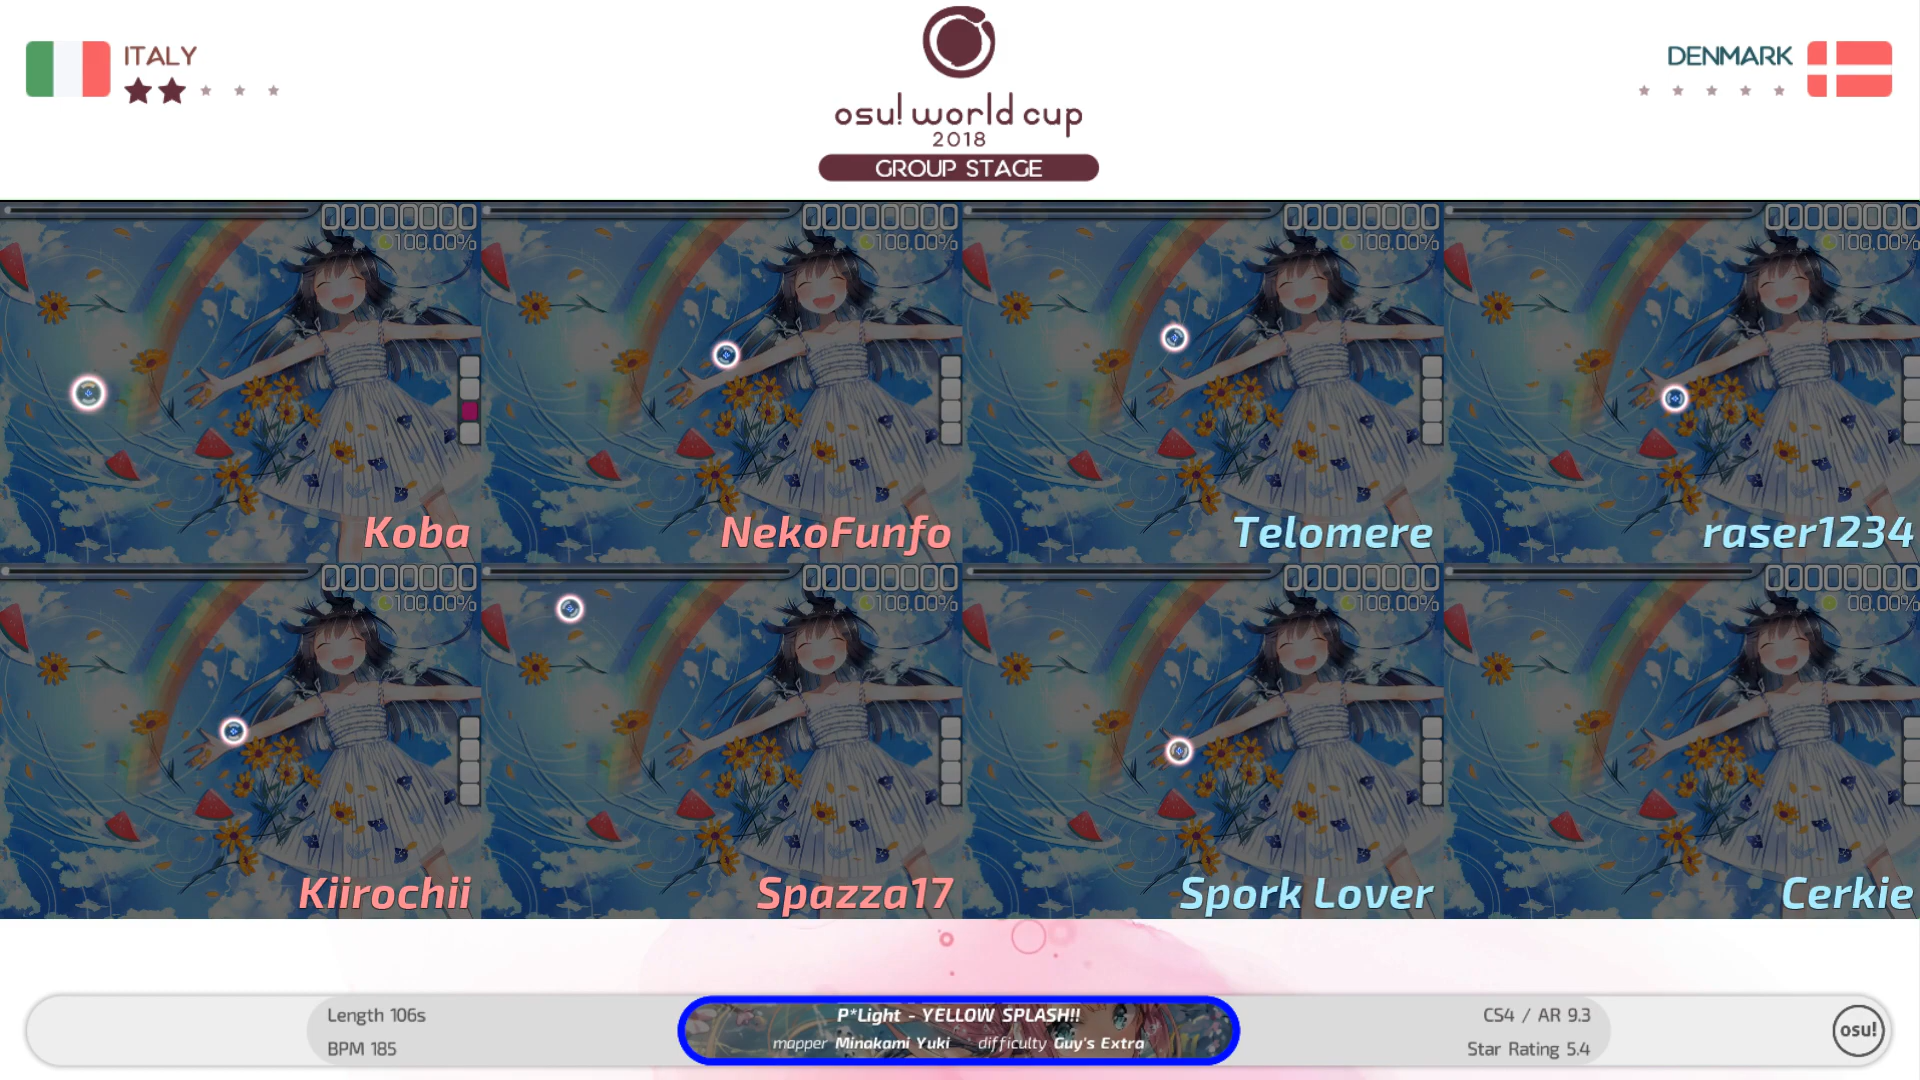 ITALY
DENMARK
osu! world cup
2018
GROUP STAGE
00000000
100.00%
00000000
100.00%
00000000
100.00%
00000000
100.00%
Koba
NekoFunfo
Telomere
raser1234
00000000
100.00%
00000000
100.00%
00000000
100.00%
00000000
00.00%
Kiirochii
Spazza17
Spork Lover
Cerkie
Length 106s
BPM 185
P*Light - YELLOW SPLASH!!
mapper Minakami Yuki difficulty Guy's Extra
CS4 / AR 9.3
Star Rating 5.4
osu!